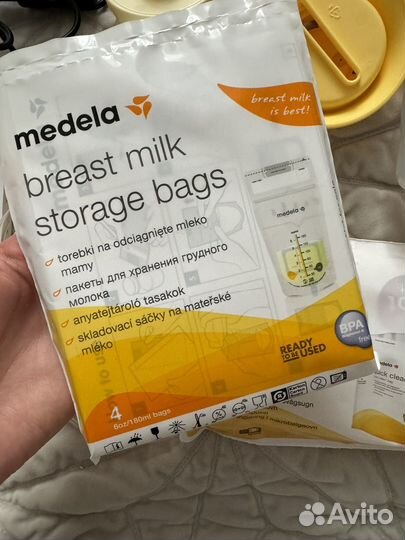 medela
breast milk
is best!
breast milk
storage bags
medela
torebki na odciągnięte mleko
mamy
пакеты для хранения грудного
молока
anyatejtároló tasakok
skladovací sáčky na mateřské
mléko
READY
TO BE USED
BPA
free
4
6oz/180ml bags
Avito